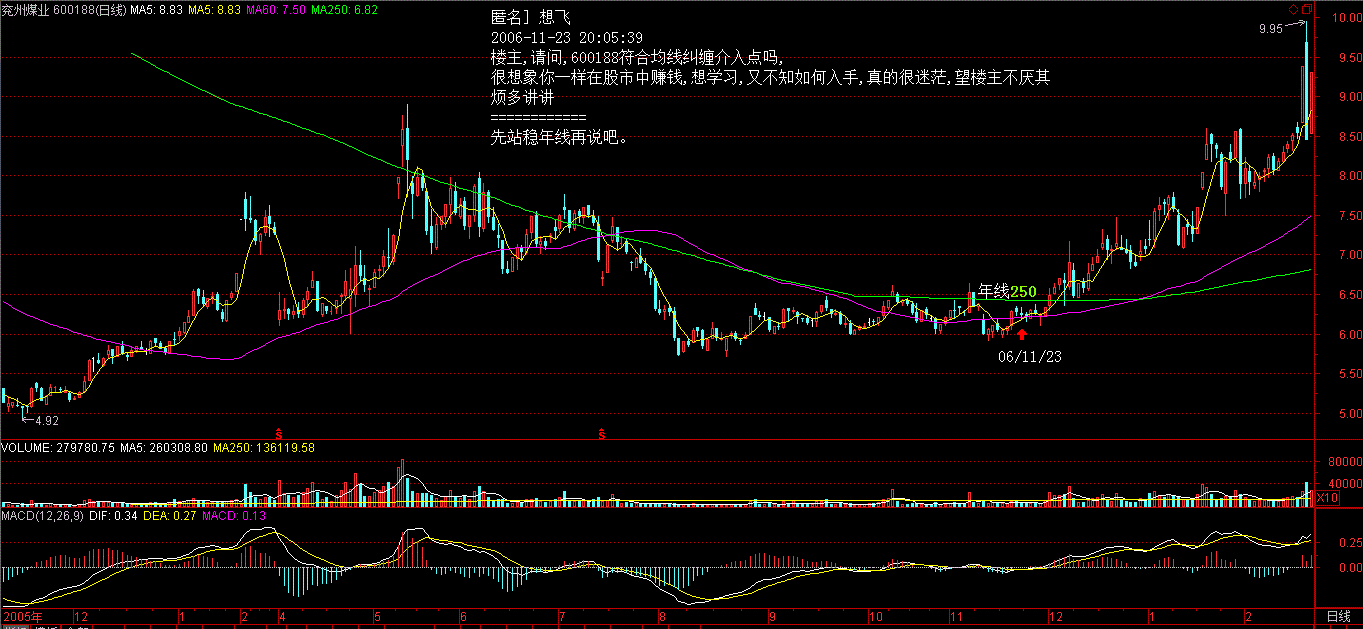 兖州煤业 600188(日线) MA5: 8.83 MA5: 8.83 MA60: 7.50 MA250: 6.82
匿名] 想飞
2006-11-23 20:05:39
楼主,请问,600188符合均线纠缠介入点吗,
很想象你一样在股市中赚钱,想学习,又不知如何入手,真的很迷茫,望楼主不厌其
烦多讲讲
============
先站稳年线再说吧。
9.95
10.00
9.50
9.00
8.50
8.00
7.50
7.00
6.50
6.00
5.50
5.00
年线250
06/11/23
4.92
S
S
VOLUME: 279780.75 MA5: 260308.80 MA250: 136119.58
80000
40000
X10
MACD(12,26,9) DIF: 0.34 DEA: 0.27 MACD: 0.13
0.25
0.00
2005年 12 1 2 4 5 6 7 8 9 10 11 12 1 2 日线